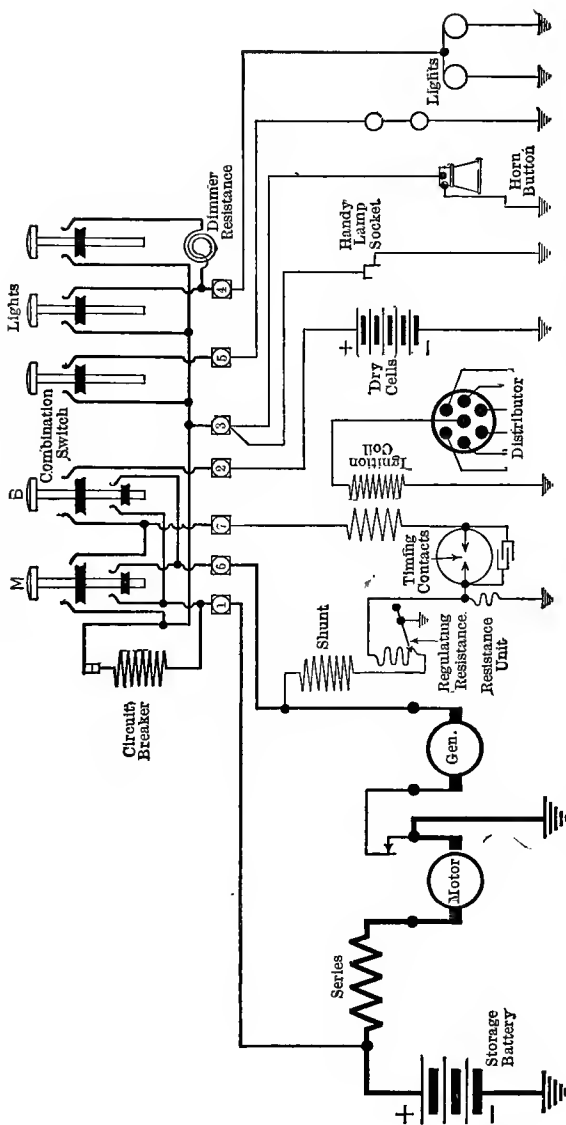 M
B
Combination
Switch
Lights
Circuit
Breaker
Dimmer
Resistance
1
6
7
2
3
5
4
Series
Shunt
Regulating
Resistance
Resistance
Unit
Timing
Contacts
Ignition
Coil
Distributor
+
Dry
Cells
-
Handy
Lamp
Socket
Horn
Button
Lights
+
Storage
Battery
-
Motor
Gen.